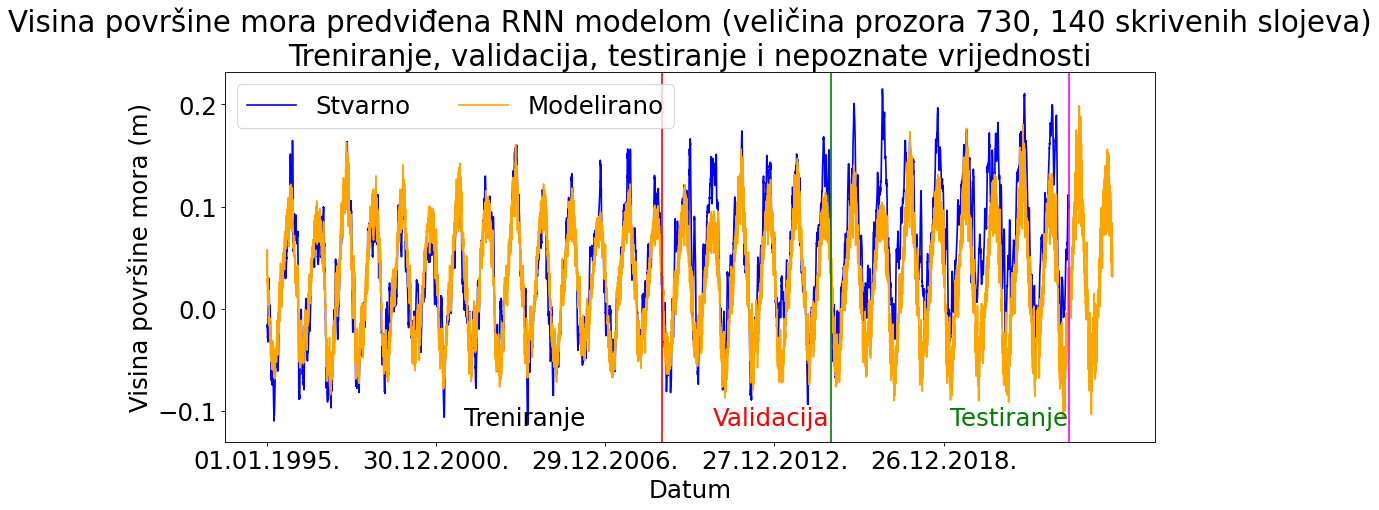 Visina površine mora predviđena RNN modelom (veličina prozora 730, 140 skrivenih slojeva)
Treniranje, validacija, testiranje i nepoznate vrijednosti
Stvarno Modelirano
Visina površine mora (m)
0.2
0.1
0.0
−0.1
Treniranje Validacija Testiranje
01.01.1995. 30.12.2000. 29.12.2006. 27.12.2012. 26.12.2018.
Datum